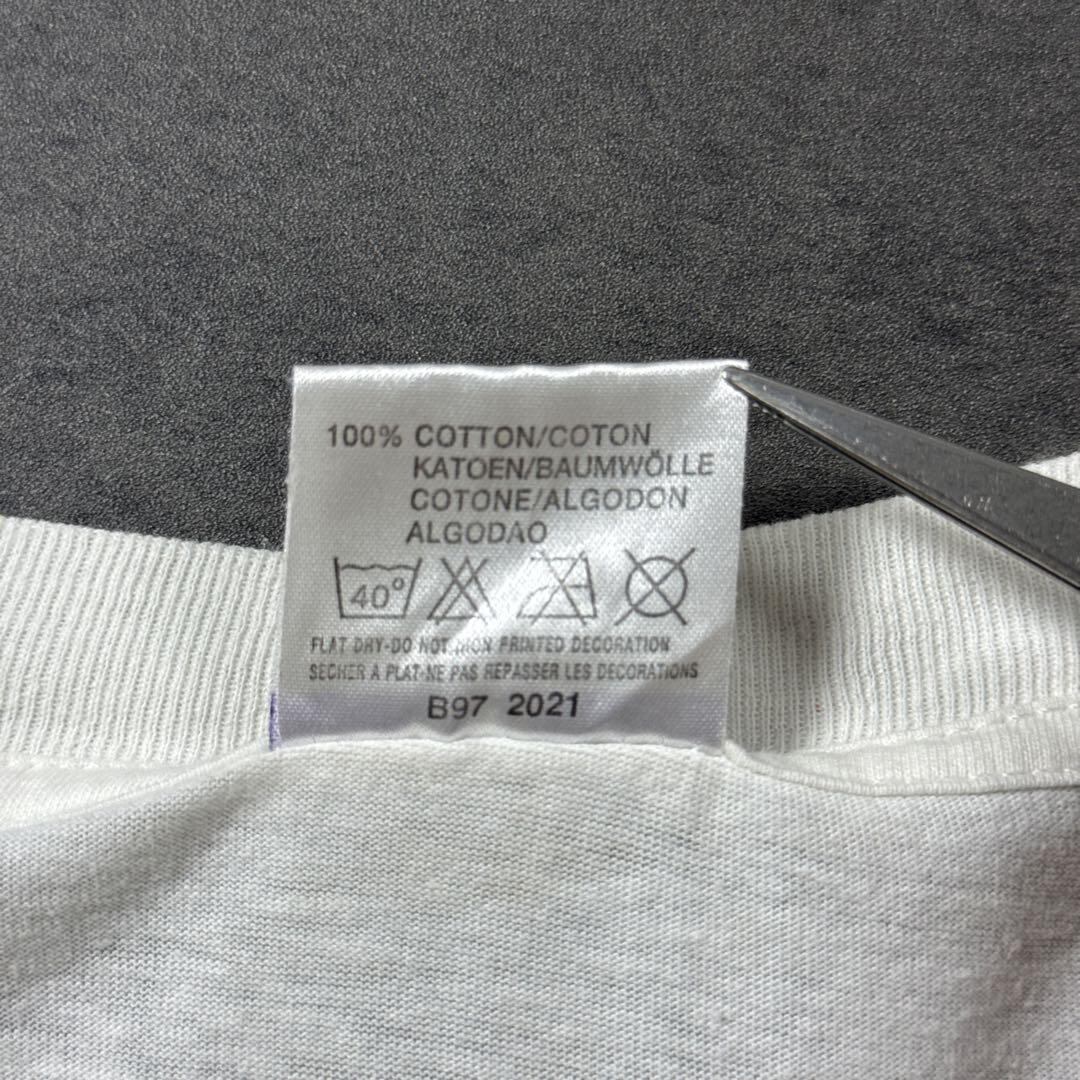 100% COTTON/COTON
KATOEN/BAUMWÖLLE
COTONE/ALGODON
ALGODAO
40°
FLAT DRY-DO NOT IRON PRINTED DECORATION
SECHER A PLAT-NE PAS REPASSER LES DECORATIONS
B97 2021